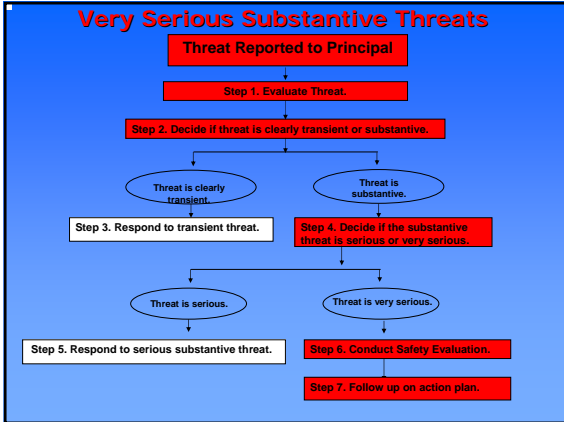 Very Serious Substantive Threats
Threat Reported to Principal
Step 1. Evaluate Threat.
Step 2. Decide if threat is clearly transient or substantive.
Threat is clearly
transient.
Threat is
substantive.
Step 3. Respond to transient threat.
Step 4. Decide if the substantive
threat is serious or very serious.
Threat is serious.
Threat is very serious.
Step 5. Respond to serious substantive threat.
Step 6. Conduct Safety Evaluation.
Step 7. Follow up on action plan.